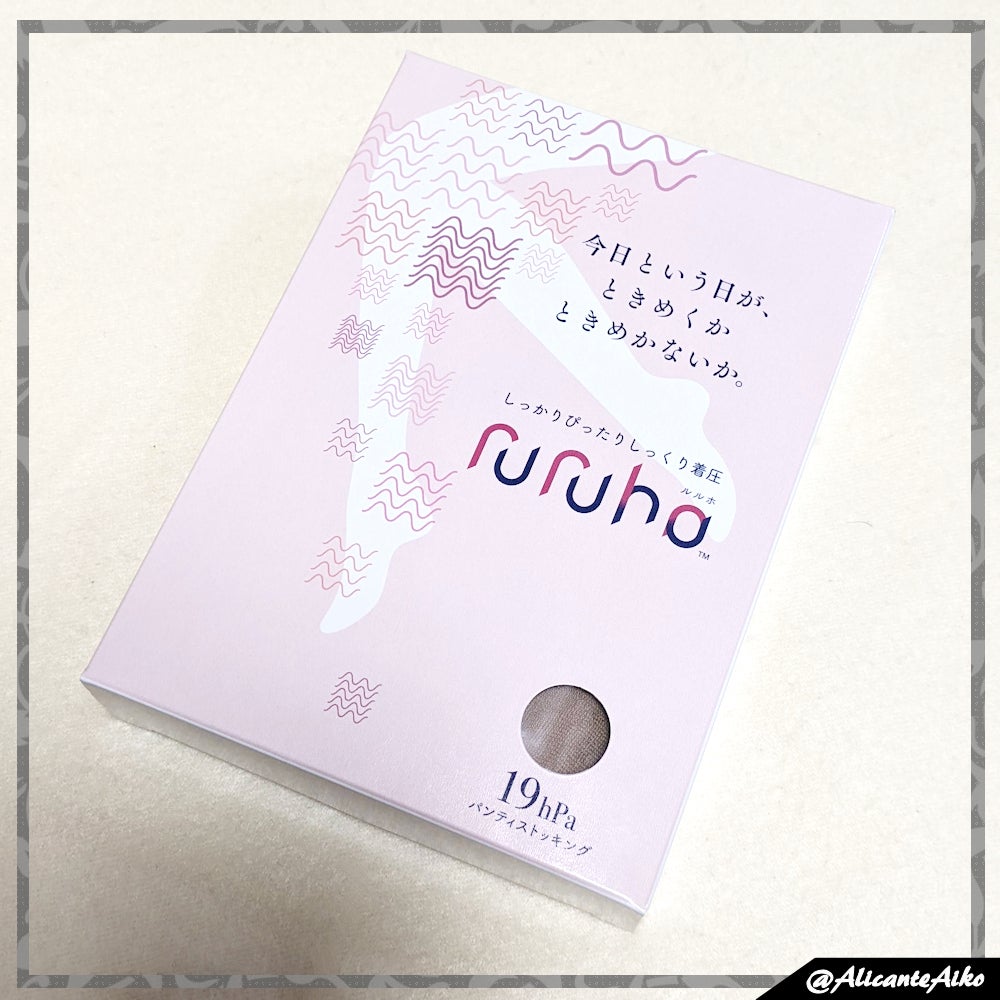 今日という日が、
ときめくか
ときめかないか。
しっかりぴったりしっくり着圧
ruruho
ルルホ
TM
19hPa
パンティストッキング
@AlicanteAiko